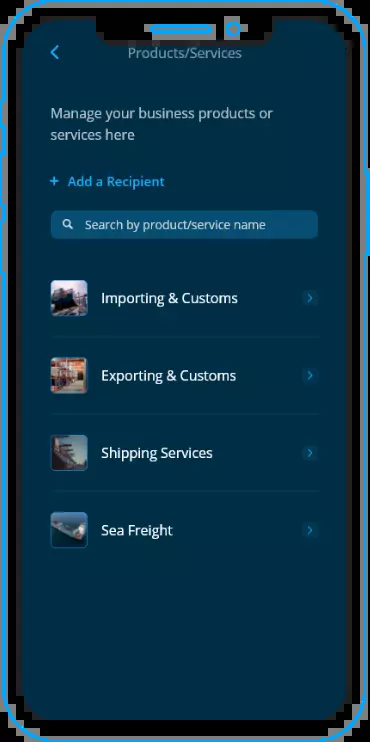 Products/Services
Manage your business products or
services here
+ Add a Recipient
Search by product/service name
Importing & Customs
Exporting & Customs
Shipping Services
Sea Freight